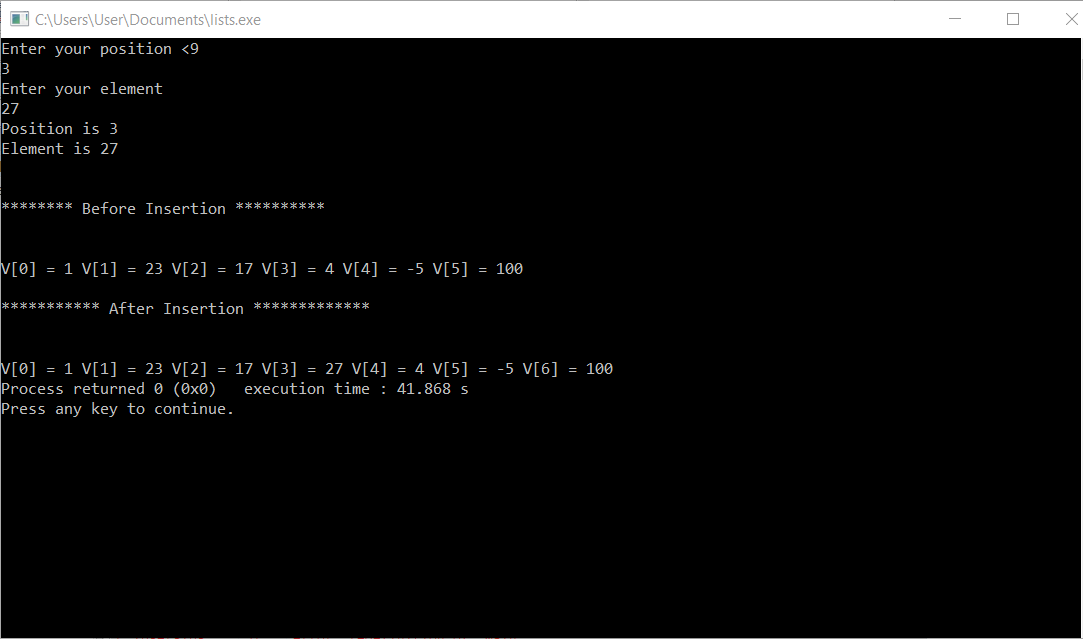 C:\Users\User\Documents\lists.exe
Enter your position <9
3
Enter your element
27
Position is 3
Element is 27
******** Before Insertion **********
V[0] = 1 V[1] = 23 V[2] = 17 V[3] = 4 V[4] = -5 V[5] = 100
*********** After Insertion *************
V[0] = 1 V[1] = 23 V[2] = 17 V[3] = 27 V[4] = 4 V[5] = -5 V[6] = 100
Process returned 0 (0x0)   execution time : 41.868 s
Press any key to continue.